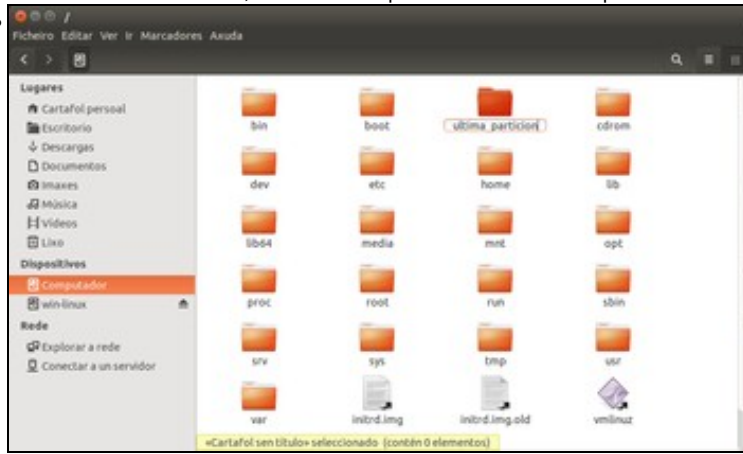 /
Ficheiro Editar Ver Ir Marcadores Axuda
Lugares
Cartafol persoal
Escritorio
Descargas
Documentos
Imaxes
Música
Vídeos
Lixo
Dispositivos
Computador
win-linux
Rede
Explorar a rede
Conectar a un servidor
bin boot ultima_particion cdrom
dev etc home lib
lib64 media mnt opt
proc root run sbin
srv sys tmp usr
var initrd.img initrd.img.old vmlinuz
«Cartafol sen título» seleccionado (contén 0 elementos)